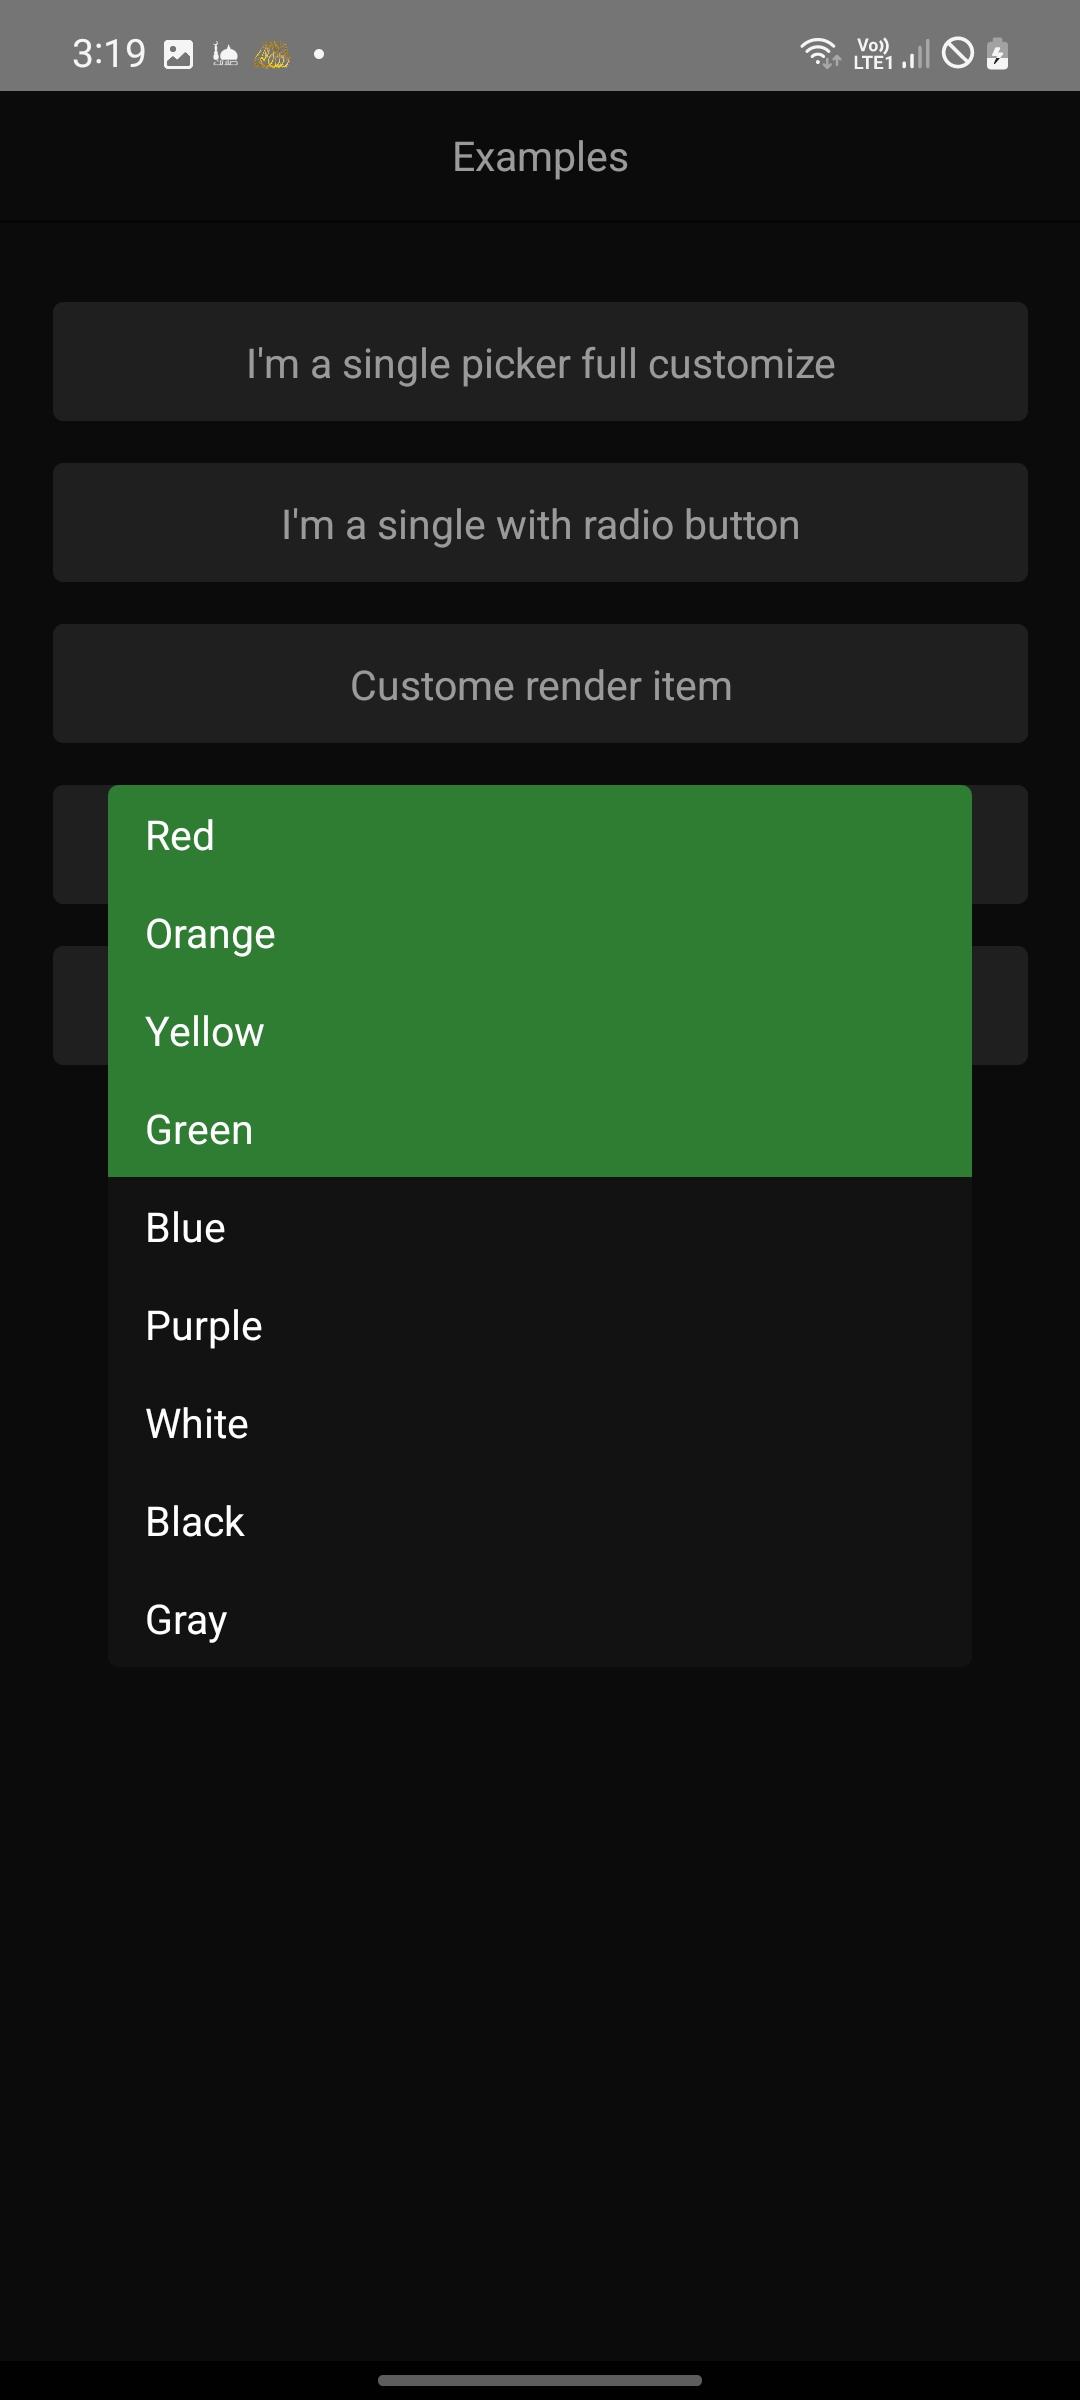 3:19
Vo))
LTE1
Examples
I'm a single picker full customize
I'm a single with radio button
Custome render item
Red
Orange
Yellow
Green
Blue
Purple
White
Black
Gray